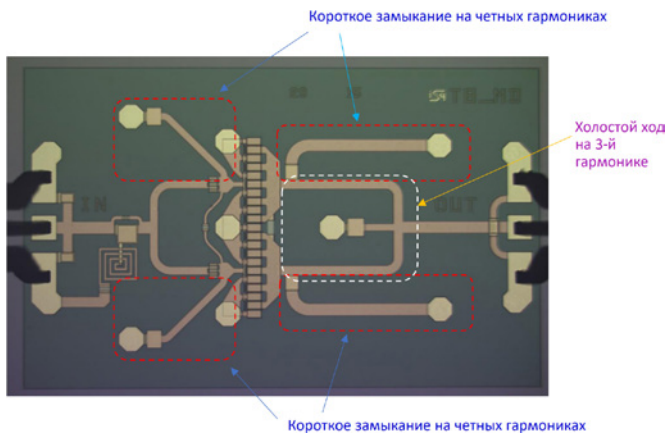 Короткое замыкание на четных гармониках
Холостой ход
на 3-й
гармонике
IN
OUT
Короткое замыкание на четных гармониках